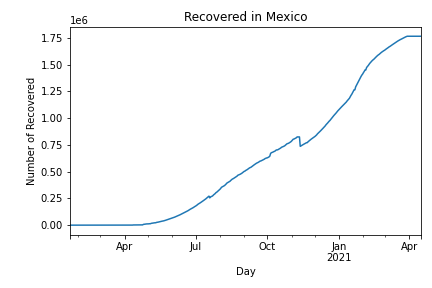 Recovered in Mexico
1e6
1.75
1.50
1.25
1.00
0.75
0.50
0.25
0.00
Number of Recovered
Apr Jul Oct Jan Apr
2021
Day